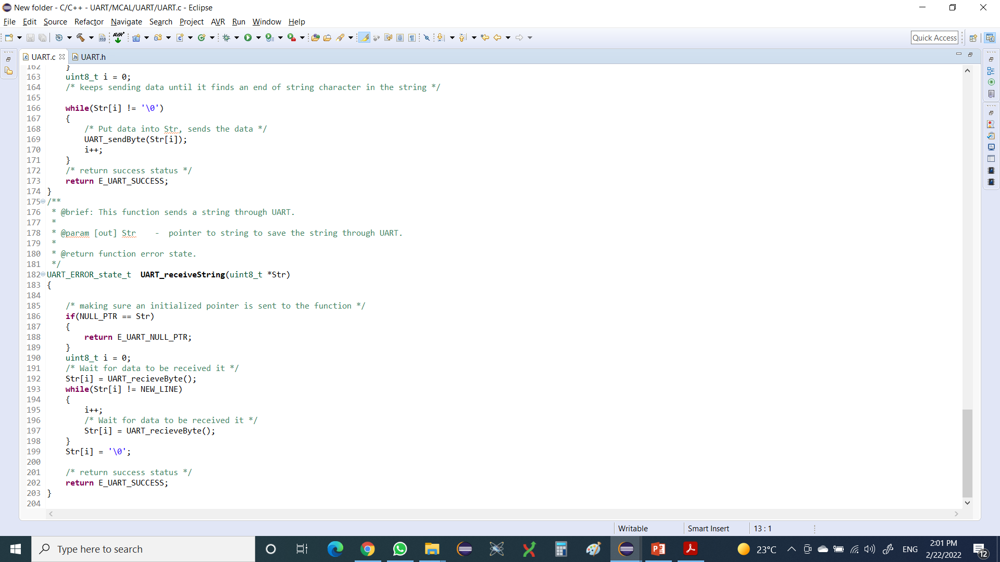 New folder - C/C++ - UART/MCAL/UART/UART.c - Eclipse
File Edit Source Refactor Navigate Search Project AVR Run Window Help
Quick Access
UART.c UART.h
162     }
163     uint8_t i = 0;
164     /* keeps sending data until it finds an end of string character in the string */
165
166     while(Str[i] != '\0')
167     {
168         /* Put data into Str, sends the data */
169         UART_sendByte(Str[i]);
170         i++;
171     }
172     /* return success status */
173     return E_UART_SUCCESS;
174 }
175 /**
176  * @brief: This function sends a string through UART.
177  *
178  * @param [out] Str    -  pointer to string to save the string through UART.
179  *
180  * @return function error state.
181  */
182 UART_ERROR_state_t  UART_receiveString(uint8_t *Str)
183 {
184
185     /* making sure an initialized pointer is sent to the function */
186     if(NULL_PTR == Str)
187     {
188         return E_UART_NULL_PTR;
189     }
190     uint8_t i = 0;
191     /* Wait for data to be received it */
192     Str[i] = UART_recieveByte();
193     while(Str[i] != NEW_LINE)
194     {
195         i++;
196         /* Wait for data to be received it */
197         Str[i] = UART_recieveByte();
198     }
199     Str[i] = '\0';
200
201     /* return success status */
202     return E_UART_SUCCESS;
203 }
204
Writable Smart Insert 13 : 1
Type here to search
23°C ENG
2:01 PM
2/22/2022
12